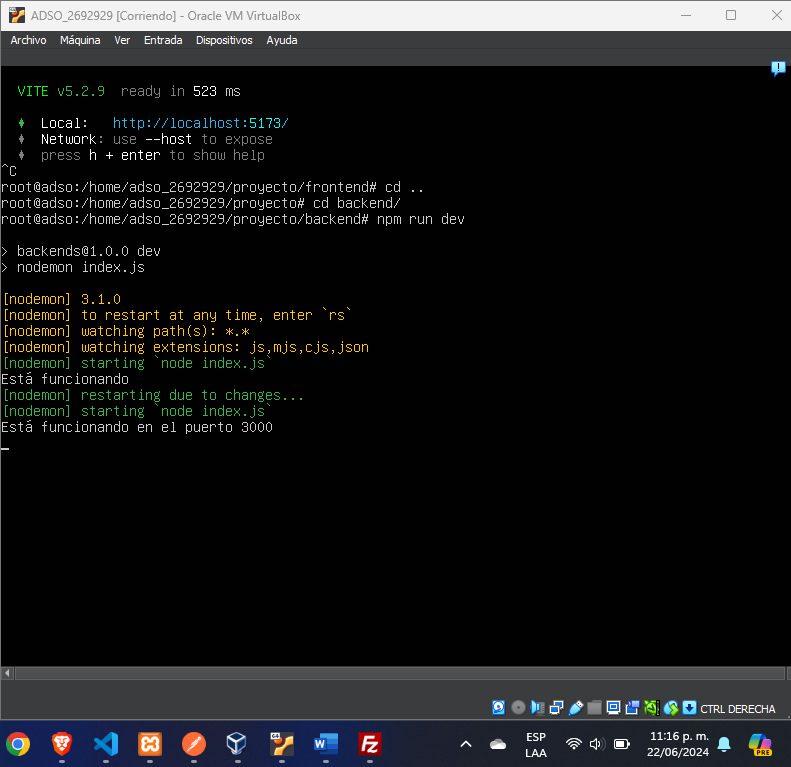 ADSO_2692929 [Corriendo] - Oracle VM VirtualBox
Archivo Máquina Ver Entrada Dispositivos Ayuda
VITE v5.2.9 ready in 523 ms
Local: http://localhost:5173/
Network: use --host to expose
press h + enter to show help
^C
root@adso:/home/adso_2692929/proyecto/frontend# cd ..
root@adso:/home/adso_2692929/proyecto# cd backend/
root@adso:/home/adso_2692929/proyecto/backend# npm run dev
> backends@1.0.0 dev
> nodemon index.js
[nodemon] 3.1.0
[nodemon] to restart at any time, enter `rs`
[nodemon] watching path(s): *.*
[nodemon] watching extensions: js,mjs,cjs,json
[nodemon] starting `node index.js`
Está funcionando
[nodemon] restarting due to changes...
[nodemon] starting `node index.js`
Está funcionando en el puerto 3000
CTRL DERECHA
ESP
LAA
11:16 p. m.
22/06/2024
PRE